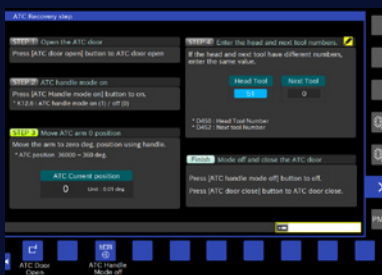 ATC Recovery step
STEP 1 Open the ATC door
Press [ATC door open] button to ATC door open
STEP 2 ATC handle mode on
Press [ATC Handle mode on] button to on.
* K12.8 : ATC handle mode on (1) / off (0)
STEP 3 Move ATC arm 0 position
Move the arm to zero deg. position using handle.
* ATC position 36000 = 360 deg.
ATC Current position
0 Unit : 0.01 deg
STEP 4 Enter the head and next tool numbers.
If the head and next tool have different numbers,
enter the same value.
Head Tool Next Tool
51 0
* D450 : Head Tool Number
* D452 : Next tool Number
Finish Mode off and close the ATC door
Press [ATC handle mode off] button to off.
Press [ATC door close] button to ATC door close.
ATC Door
Open
ATC Handle
Mode off